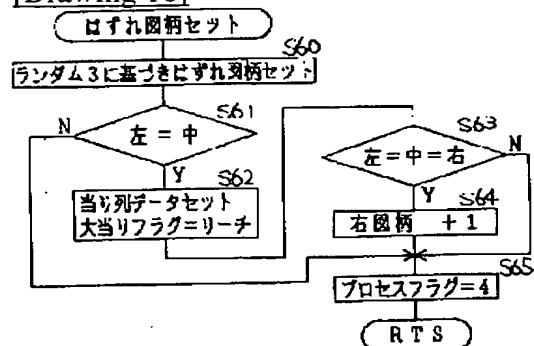 [Drawing 10]
はずれ図柄セット
S60
ランダム3に基づきはずれ図柄セット
S61
N
左=中
Y
S62
当り列データセット
大当りフラグ=リーチ
S63
N
左=中=右
Y
S64
右図柄 +1
S65
プロセスフラグ=4
RTS